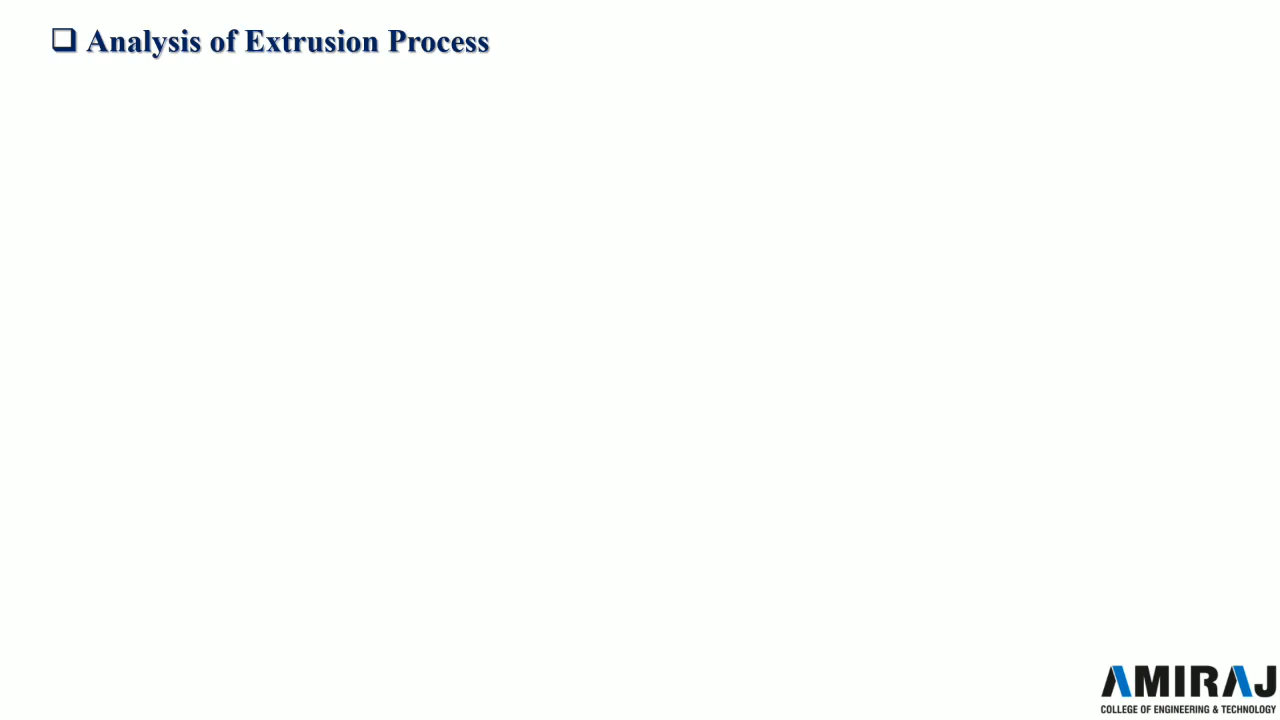 Analysis of Extrusion Process
AMIRAJ
COLLEGE OF ENGINEERING & TECHNOLOGY